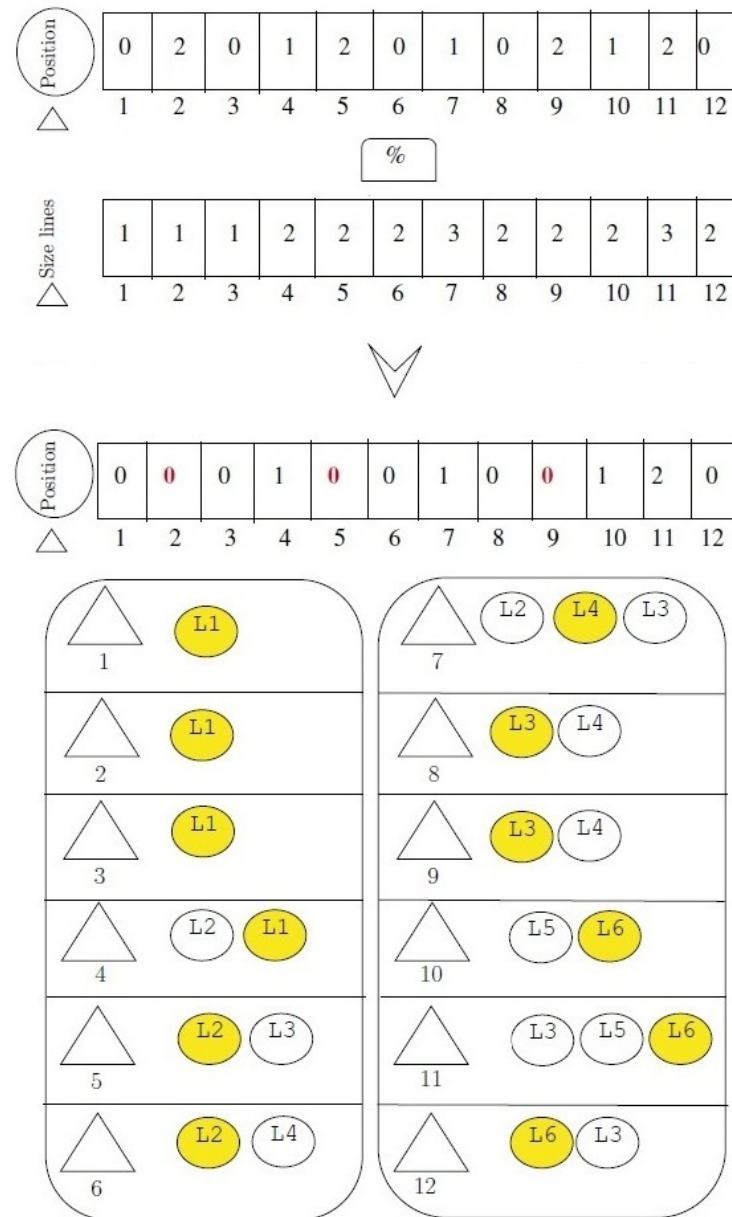 Position
0 2 0 1 2 0 1 0 2 1 2 0
1 2 3 4 5 6 7 8 9 10 11 12
%
Size lines
1 1 1 2 2 2 3 2 2 2 3 2
1 2 3 4 5 6 7 8 9 10 11 12
Position
0 0 0 1 0 0 1 0 0 1 2 0
1 2 3 4 5 6 7 8 9 10 11 12
L1
1
L1
2
L1
3
L2 L1
4
L2 L3
5
L2 L4
6
L2 L4 L3
7
L3 L4
8
L3 L4
9
L5 L6
10
L3 L5 L6
11
L6 L3
12